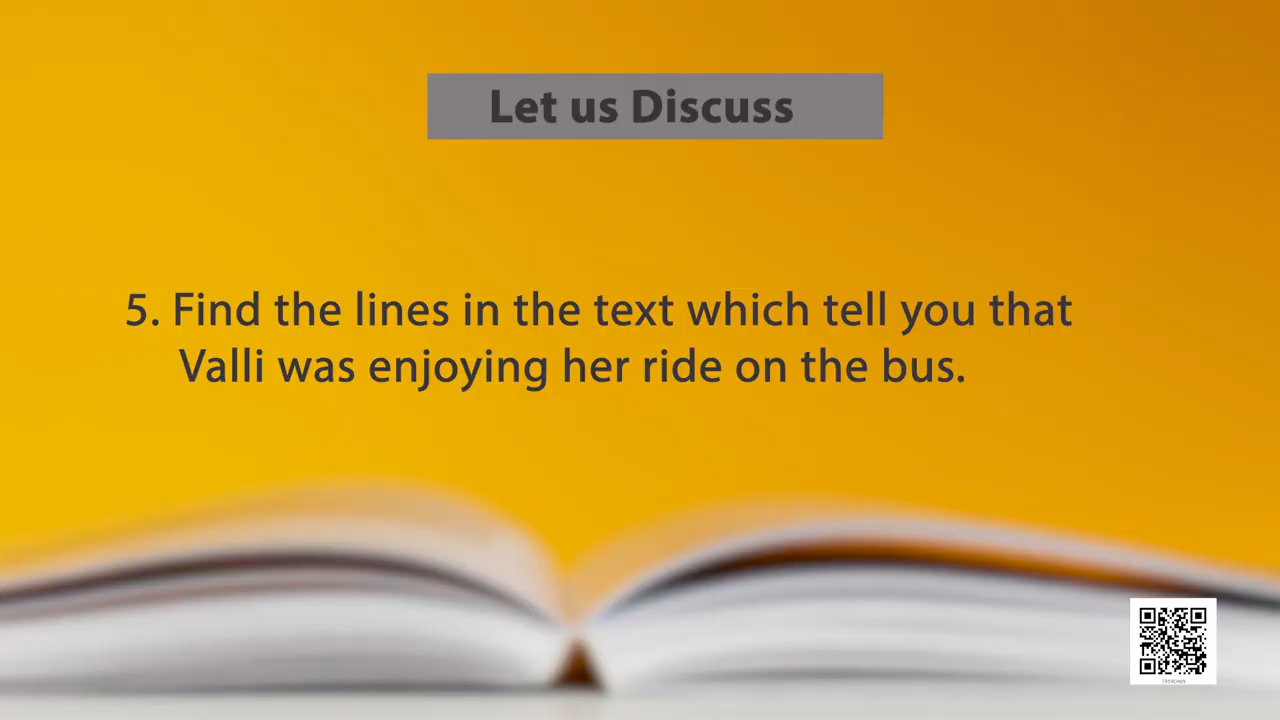 Let us Discuss
5. Find the lines in the text which tell you that
Valli was enjoying her ride on the bus.